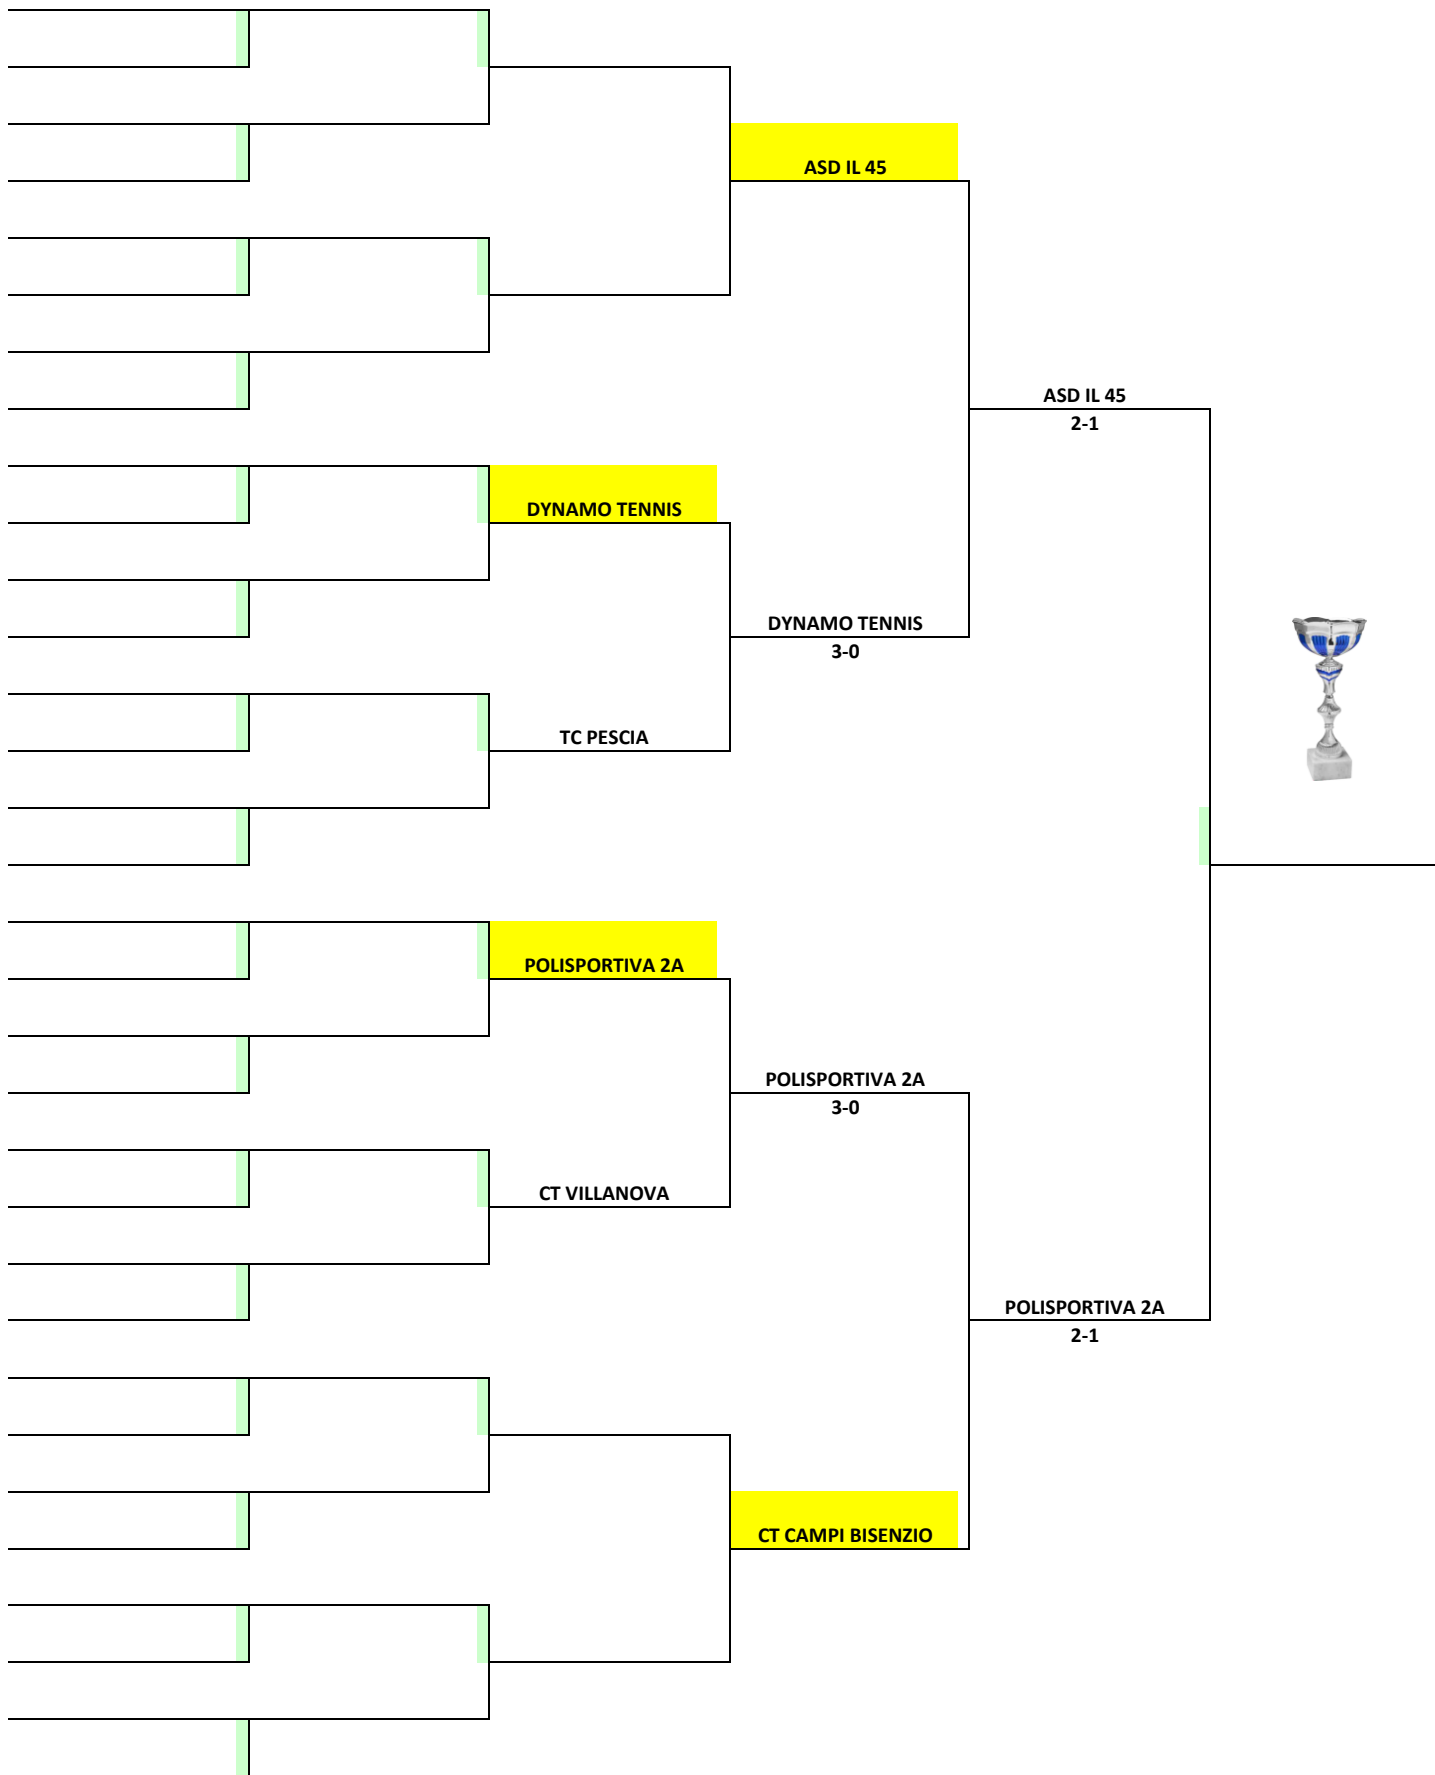 ASD IL 45
ASD IL 45
2-1
DYNAMO TENNIS
DYNAMO TENNIS
3-0
TC PESCIA
POLISPORTIVA 2A
POLISPORTIVA 2A
3-0
CT VILLANOVA
POLISPORTIVA 2A
2-1
CT CAMPI BISENZIO